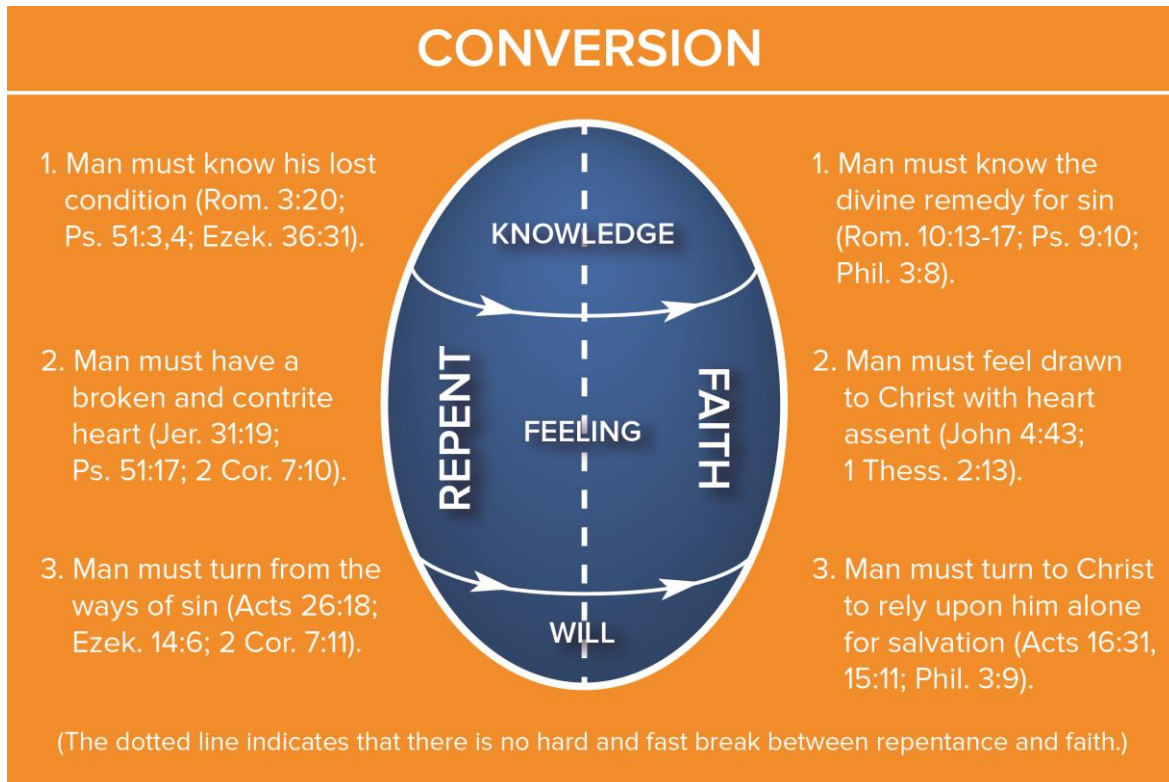 CONVERSION
1. Man must know his lost
condition (Rom. 3:20;
Ps. 51:3,4; Ezek. 36:31).
2. Man must have a
broken and contrite
heart (Jer. 31:19;
Ps. 51:17; 2 Cor. 7:10).
3. Man must turn from the
ways of sin (Acts 26:18;
Ezek. 14:6; 2 Cor. 7:11).
KNOWLEDGE
REPENT
FEELING
FAITH
WILL
1. Man must know the
divine remedy for sin
(Rom. 10:13-17; Ps. 9:10;
Phil. 3:8).
2. Man must feel drawn
to Christ with heart
assent (John 4:43;
1 Thess. 2:13).
3. Man must turn to Christ
to rely upon him alone
for salvation (Acts 16:31,
15:11; Phil. 3:9).
(The dotted line indicates that there is no hard and fast break between repentance and faith.)